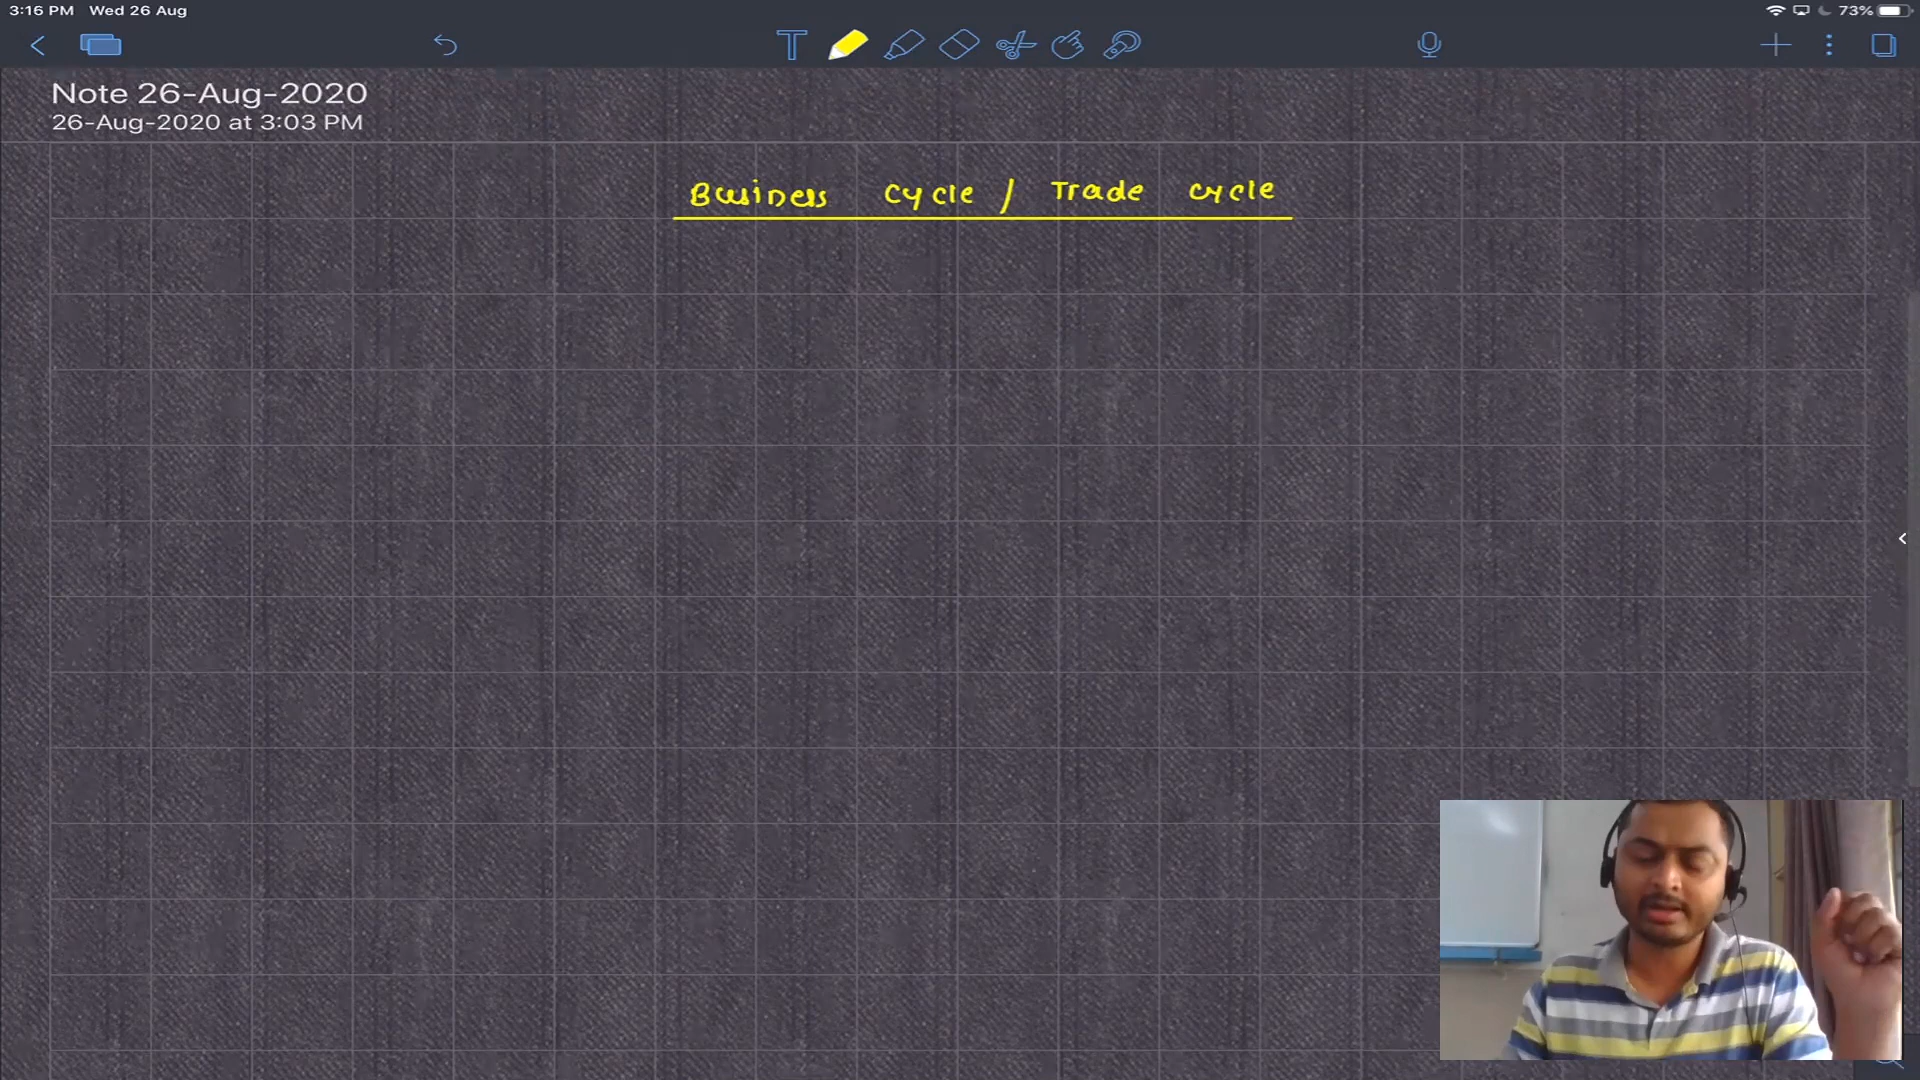 3:16 PM Wed 26 Aug 73%
Note 26-Aug-2020
26-Aug-2020 at 3:03 PM
Business cycle / Trade cycle